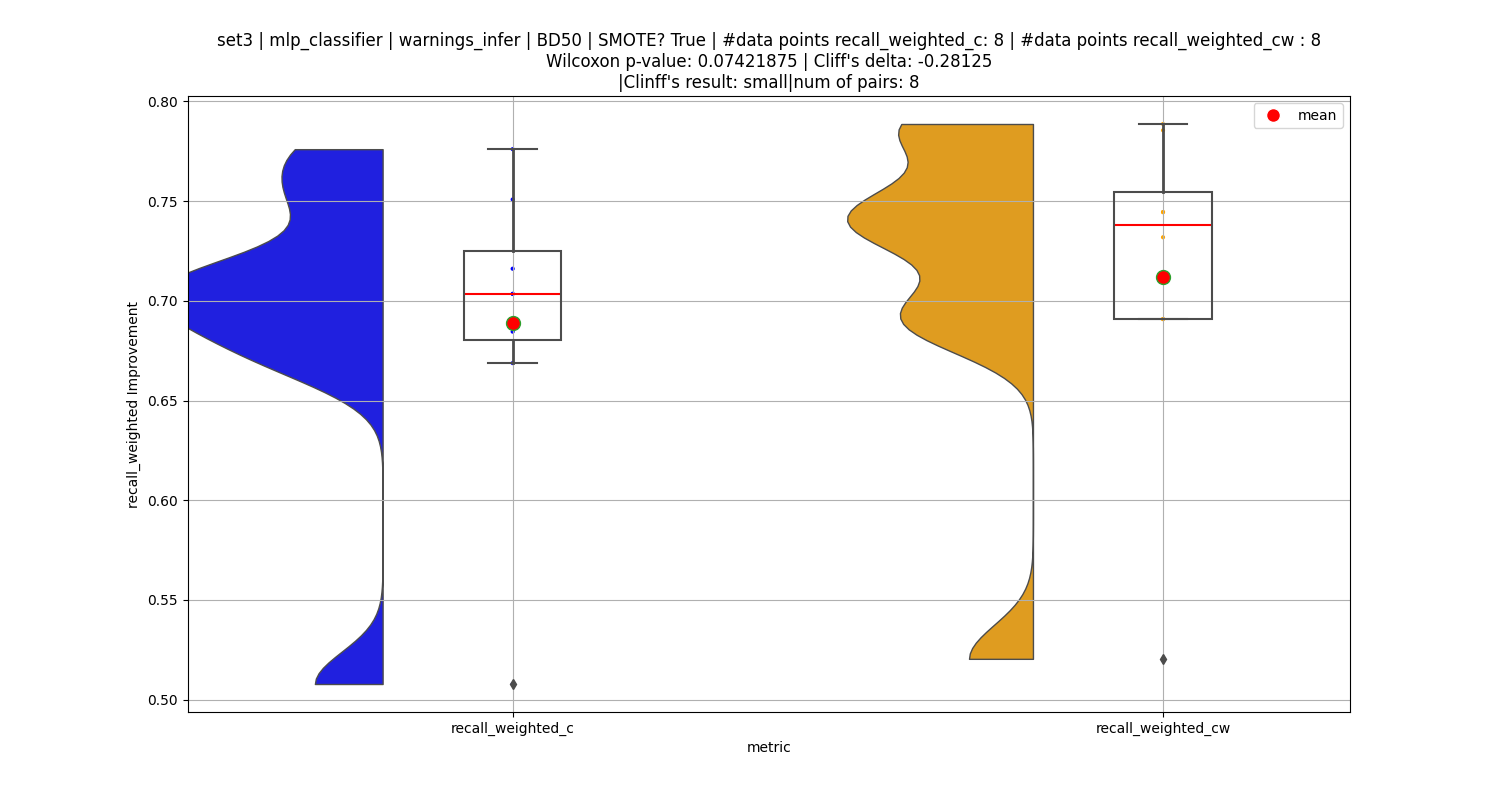 set3 | mlp_classifier | warnings_infer | BD50 | SMOTE? True | #data points recall_weighted_c: 8 | #data points recall_weighted_cw : 8
Wilcoxon p-value: 0.07421875 | Cliff's delta: -0.28125
|Clinff's result: small|num of pairs: 8
mean
0.80
0.75
0.70
0.65
0.60
0.55
0.50
recall_weighted Improvement
recall_weighted_c
recall_weighted_cw
metric